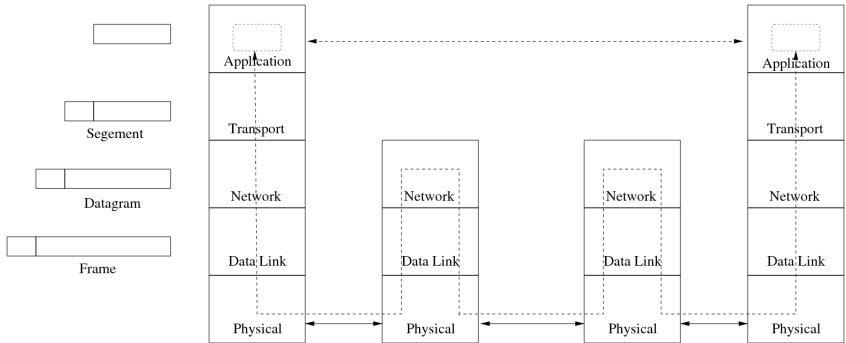 Application
Application
Segement
Transport
Transport
Datagram
Network
Network
Network
Network
Frame
Data Link
Data Link
Data Link
Data Link
Physical
Physical
Physical
Physical